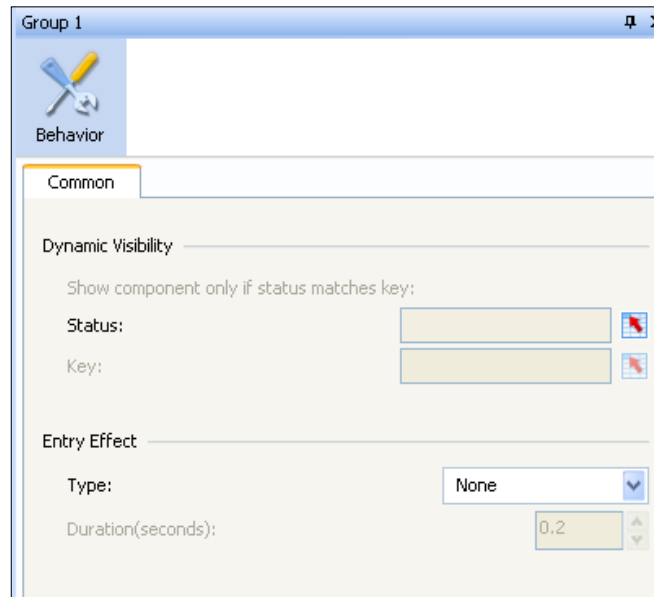 Group 1
Behavior
Common
Dynamic Visibility
Show component only if status matches key:
Status:
Key:
Entry Effect
Type: None
Duration(seconds): 0.2